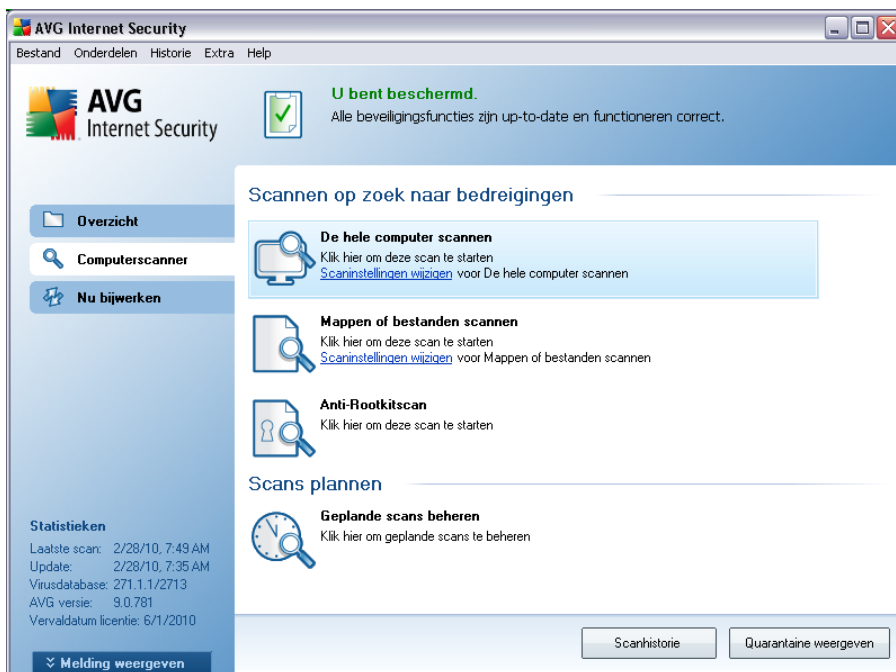 AVG Internet Security
Bestand Onderdelen Historie Extra Help
AVG
Internet Security
U bent beschermd.
Alle beveiligingsfuncties zijn up-to-date en functioneren correct.
Overzicht
Computerscanner
Nu bijwerken
Scannen op zoek naar bedreigingen
De hele computer scannen
Klik hier om deze scan te starten
Scaninstellingen wijzigen voor De hele computer scannen
Mappen of bestanden scannen
Klik hier om deze scan te starten
Scaninstellingen wijzigen voor Mappen of bestanden scannen
Anti-Rootkitscan
Klik hier om deze scan te starten
Scans plannen
Geplande scans beheren
Klik hier om geplande scans te beheren
Statistieken
Laatste scan: 2/28/10, 7:49 AM
Update: 2/28/10, 7:35 AM
Virusdatabase: 271.1.1/2713
AVG versie: 9.0.781
Vervaldatum licentie: 6/1/2010
Melding weergeven
Scanhistorie
Quarantaine weergeven